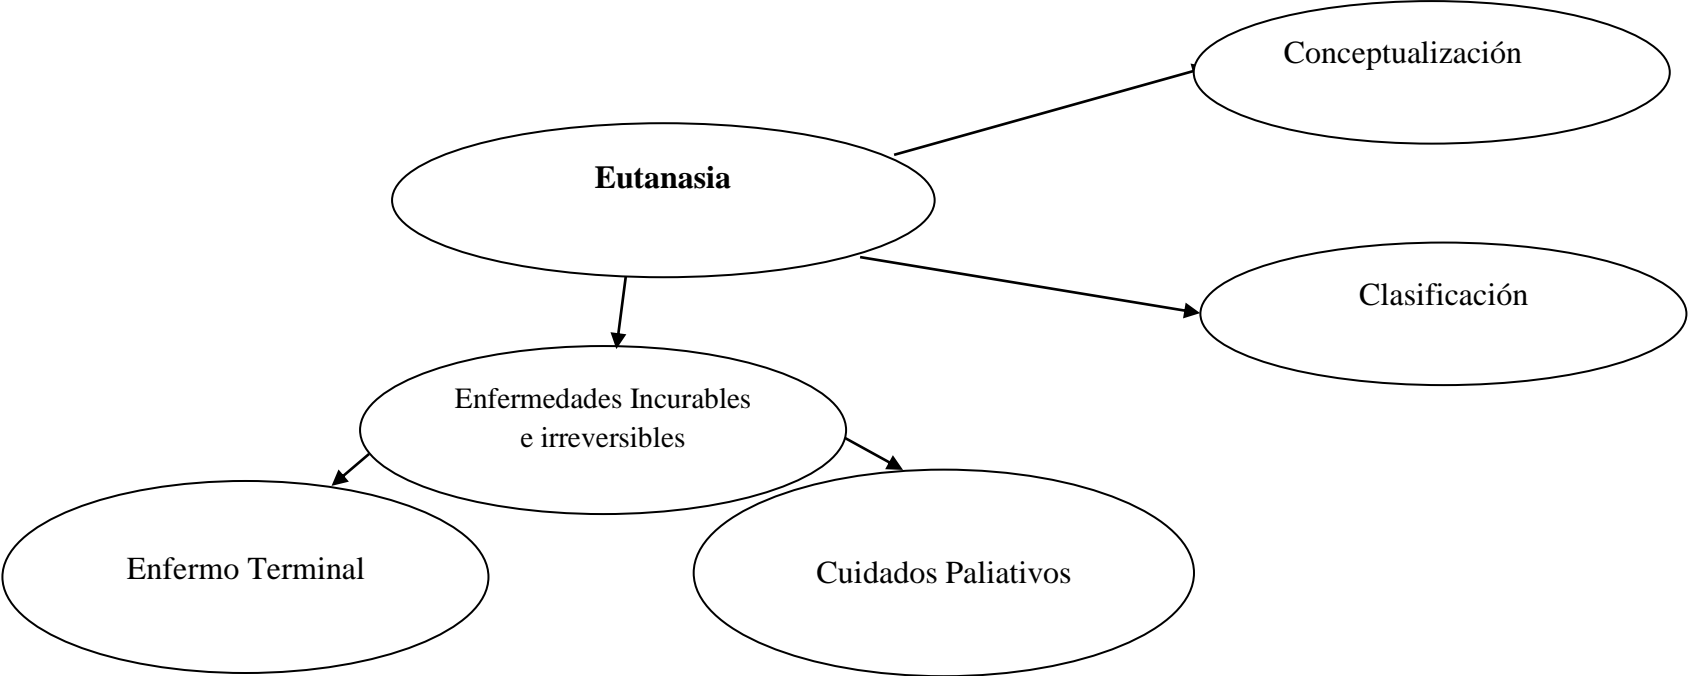 Conceptualización
Eutanasia
Clasificación
Enfermedades Incurables
e irreversibles
Enfermo Terminal
Cuidados Paliativos